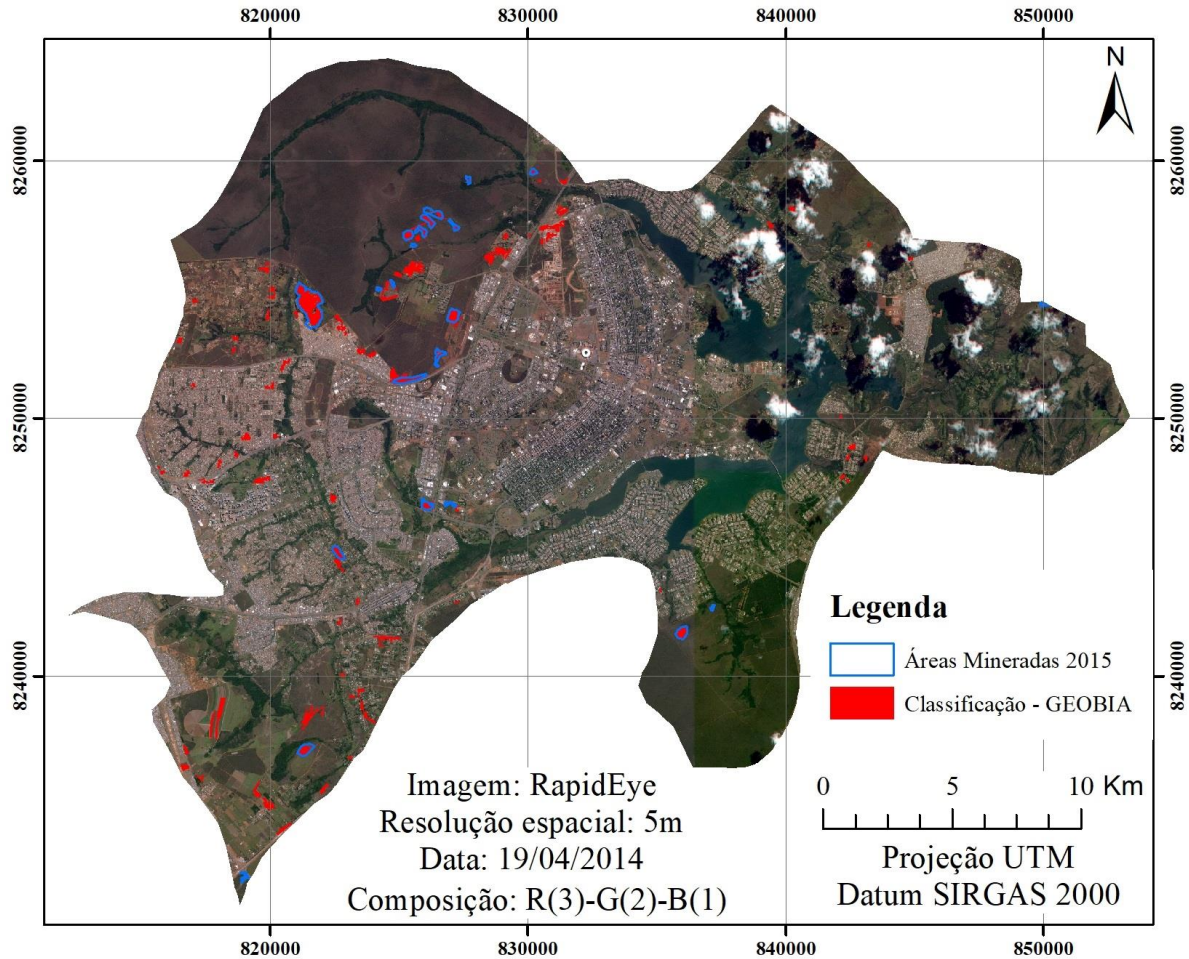 820000 830000 840000 850000
N
8260000 8260000
8250000 8250000
8240000 8240000
Legenda
Áreas Mineradas 2015
Classificação - GEOBIA
Imagem: RapidEye
Resolução espacial: 5m
Data: 19/04/2014
Composição: R(3)-G(2)-B(1)
0 5 10 Km
Projeção UTM
Datum SIRGAS 2000
820000 830000 840000 850000